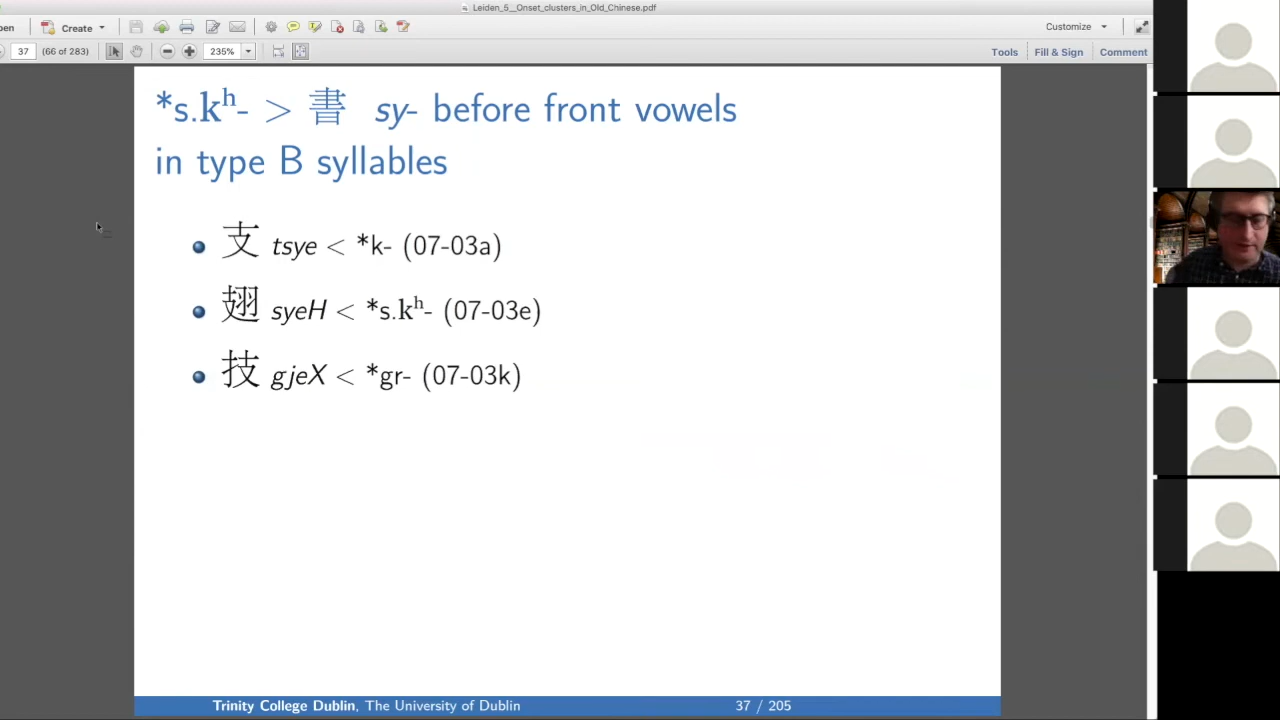 Leiden_5__Onset_clusters_in_Old_Chinese.pdf
pen Create Customize
37 (66 of 283) 235% Tools Fill & Sign Comment
*s.kʰ- > 書 sy- before front vowels
in type B syllables
支 tsye < *k- (07-03a)
翅 syeH < *s.kʰ- (07-03e)
技 gjeX < *gr- (07-03k)
Trinity College Dublin, The University of Dublin 37 / 205